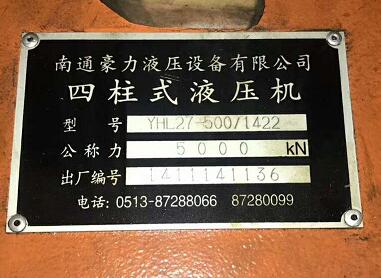 南通豪力液压设备有限公司
四柱式液压机
型 号 YHL27-500/1422
公称力 5000 kN
出厂编号 1411141136
电话: 0513-87288066 87280099